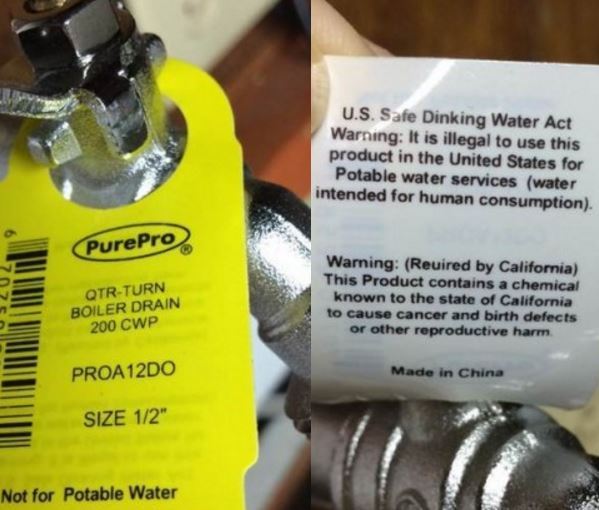 PurePro®
QTR-TURN
BOILER DRAIN
200 CWP
PROA12DO
SIZE 1/2"
Not for Potable Water
U.S. Safe Dinking Water Act
Warning: It is illegal to use this
product in the United States for
Potable water services (water
intended for human consumption).
Warning: (Reuired by California)
This Product contains a chemical
known to the state of California
to cause cancer and birth defects
or other reproductive harm.
Made in China